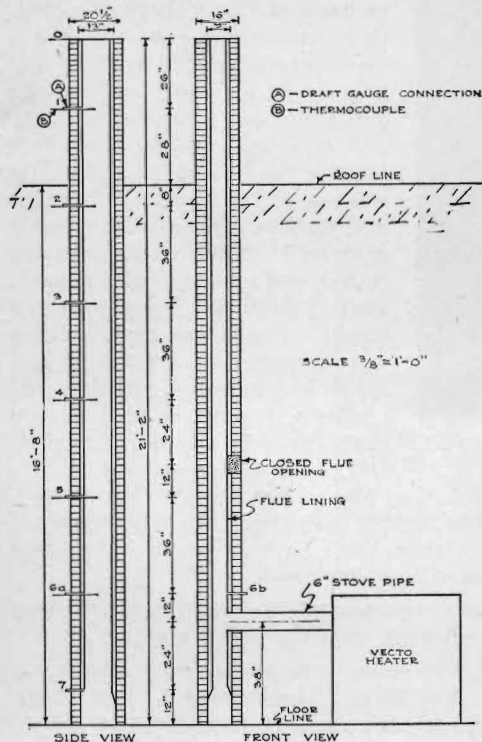 20½"
13"
16"
9"
0
26"
Ⓐ
1
Ⓑ
Ⓐ - DRAFT GAUGE CONNECTION
Ⓑ - THERMOCOUPLE
28"
ROOF LINE
8"
2
36"
3
36"
SCALE 3/8" = 1'-0"
4
16'-8"
21'-2"
24"
CLOSED FLUE
OPENING
12"
5
FLUE LINING
36"
6a
6b
6" STOVE PIPE
12"
VECTO
HEATER
24"
38"
7
12"
FLOOR
LINE
SIDE VIEW
FRONT VIEW